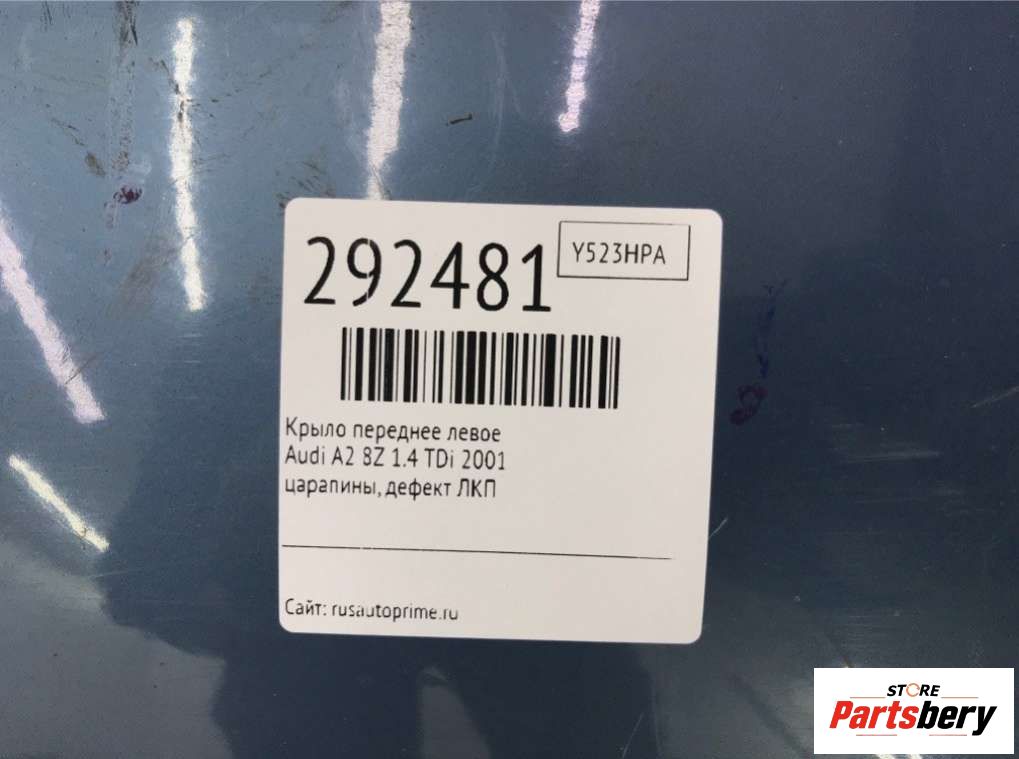 292481
Y523HPA
Крыло переднее левое
Audi A2 8Z 1.4 TDi 2001
царапины, дефект ЛКП
Сайт: rusautoprime.ru
STORE
Partsbery